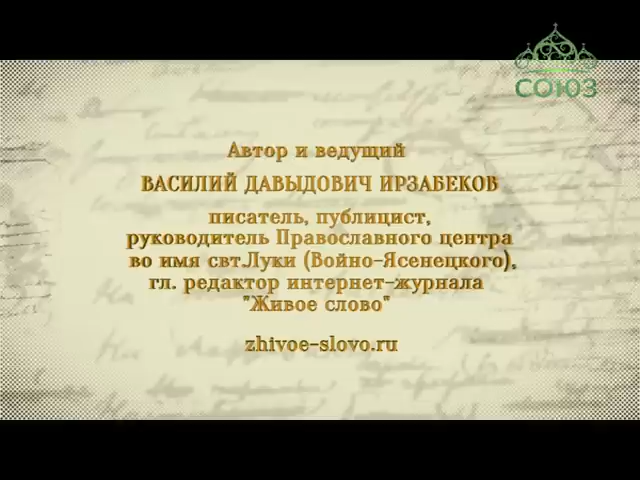 СОЮЗ
Автор и ведущий
ВАСИЛИЙ ДАВЫДОВИЧ ИРЗАБЕКОВ
писатель, публицист,
руководитель Православного центра
во имя свт.Луки (Войно-Ясенецкого),
гл. редактор интернет-журнала
"Живое слово"
zhivoe-slovo.ru